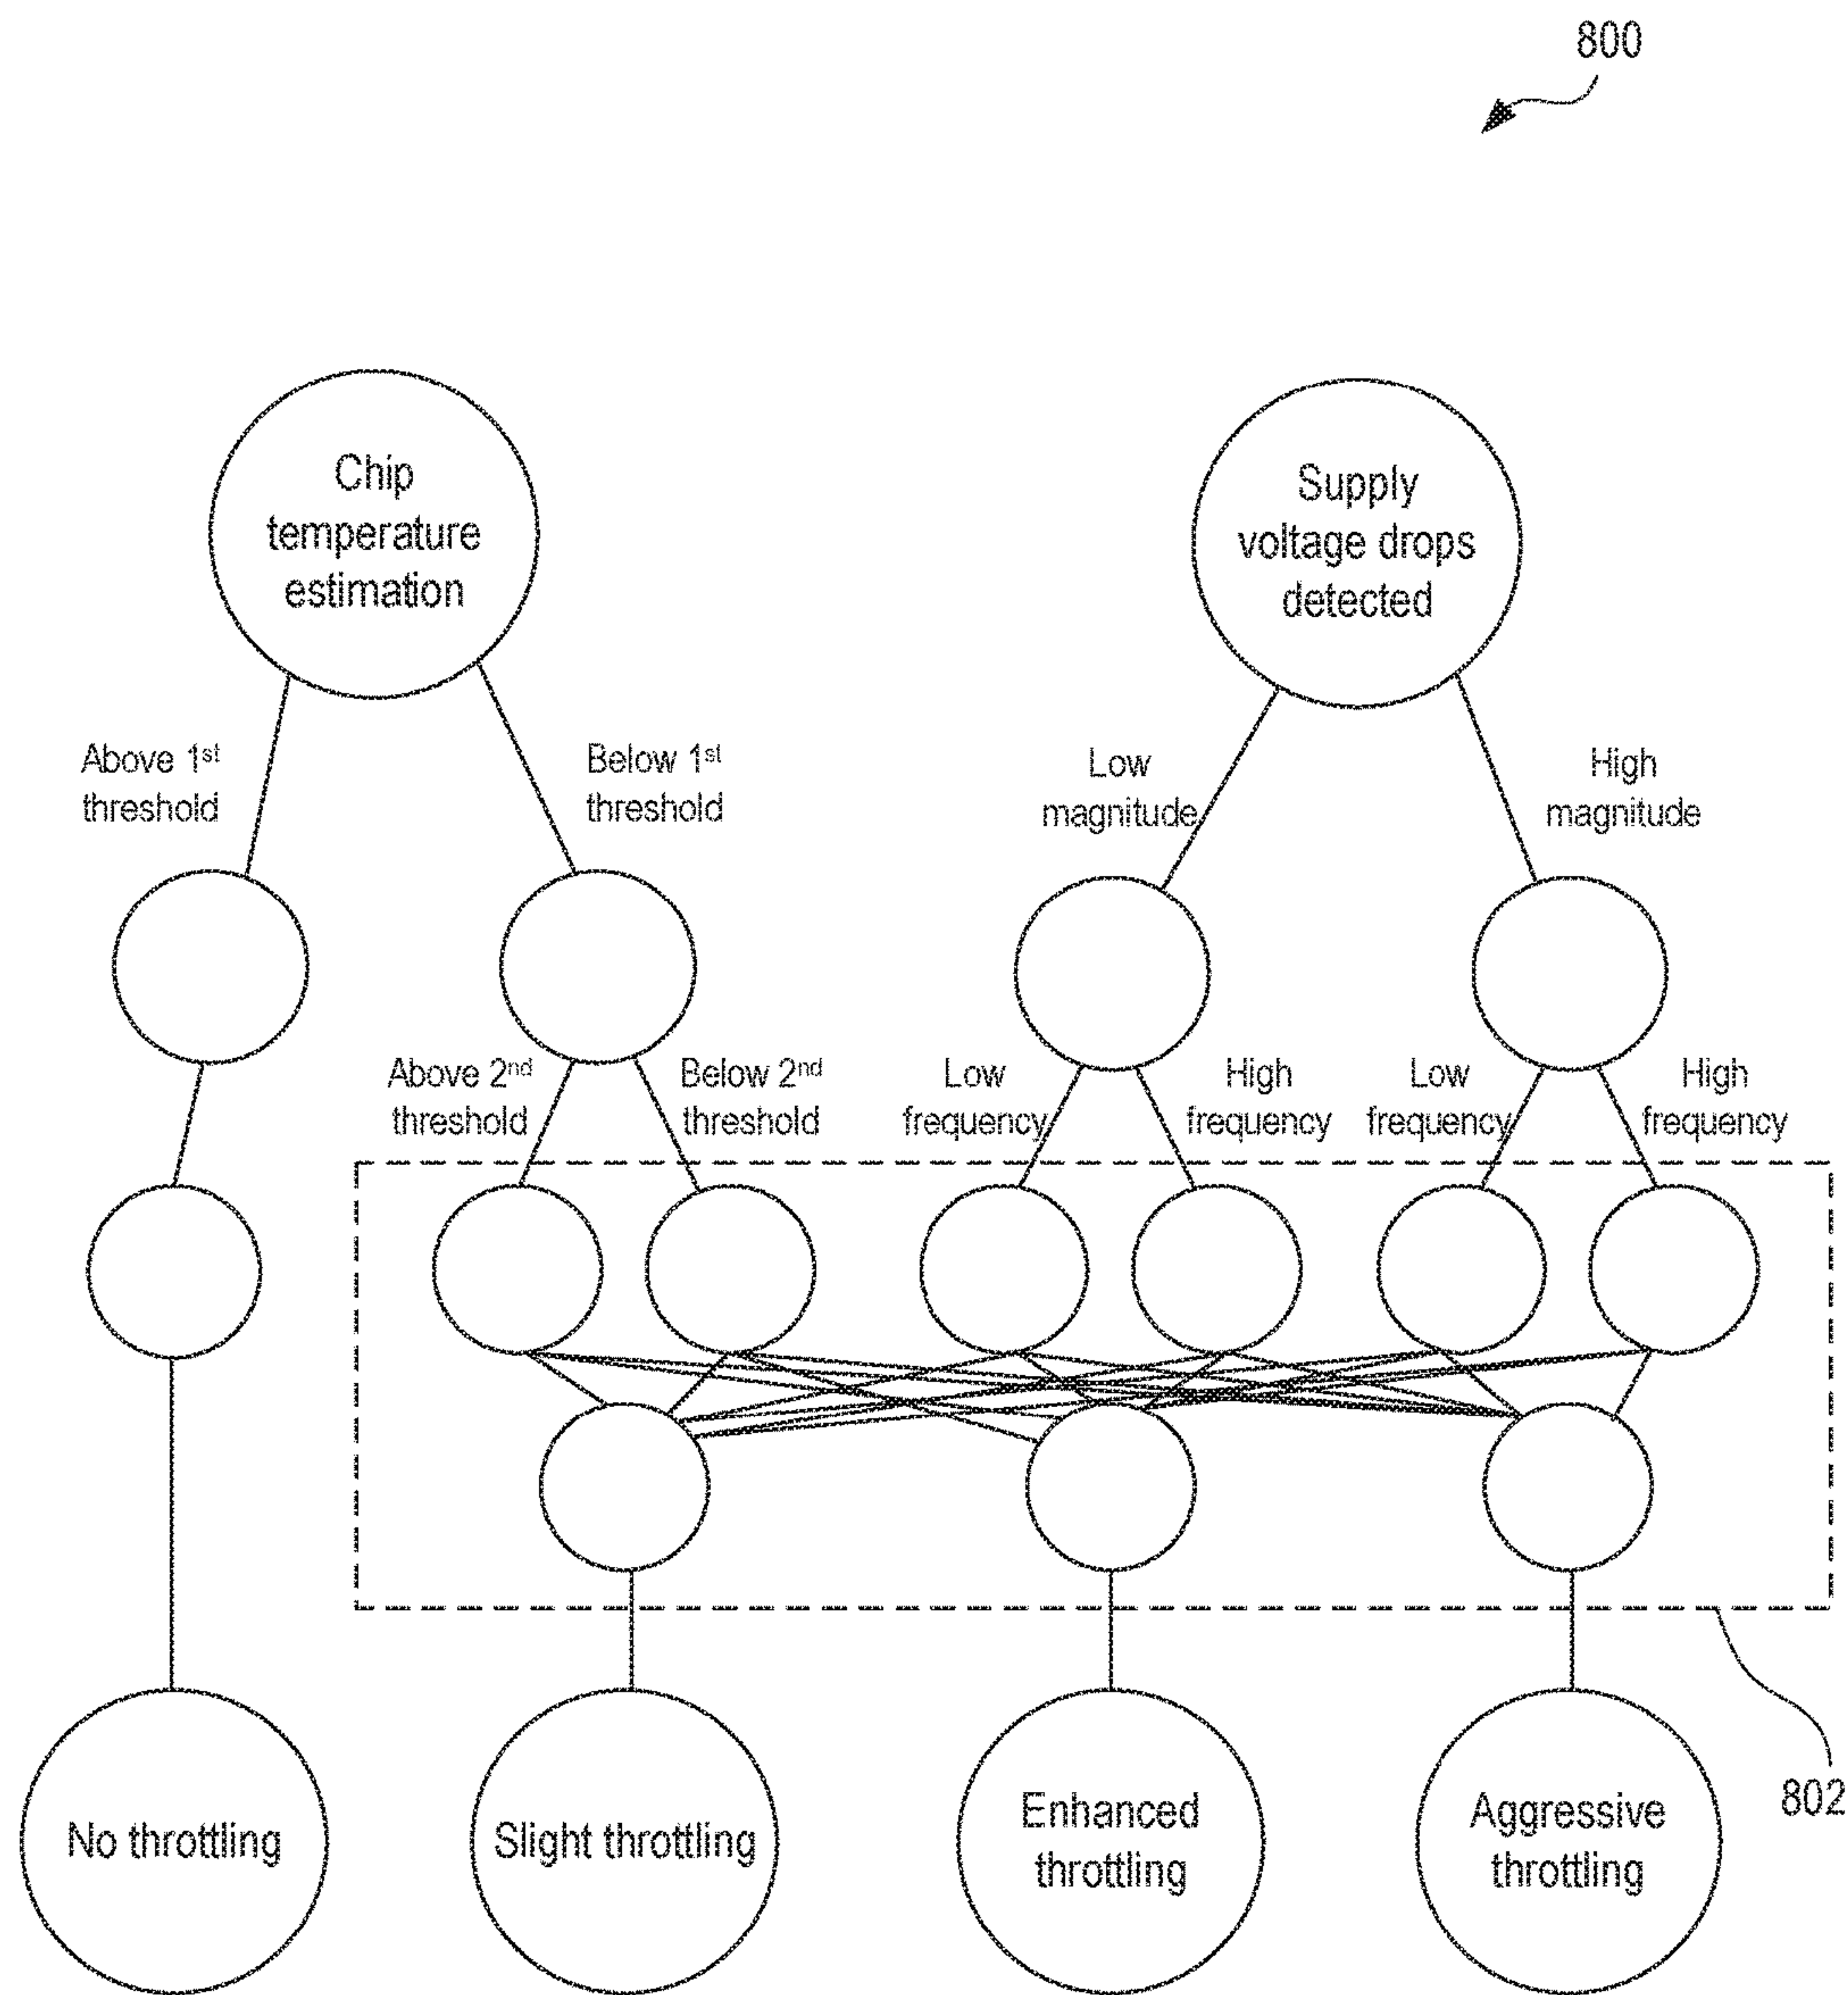 800
Chip
temperature
estimation
Supply
voltage drops
detected
Above 1st
threshold
Below 1st
threshold
Low
magnitude
High
magnitude
Above 2nd
threshold
Below 2nd
threshold
Low
frequency
High
frequency
Low
frequency
High
frequency
No throttling
Slight throttling
Enhanced
throttling
Aggressive
throttling
802